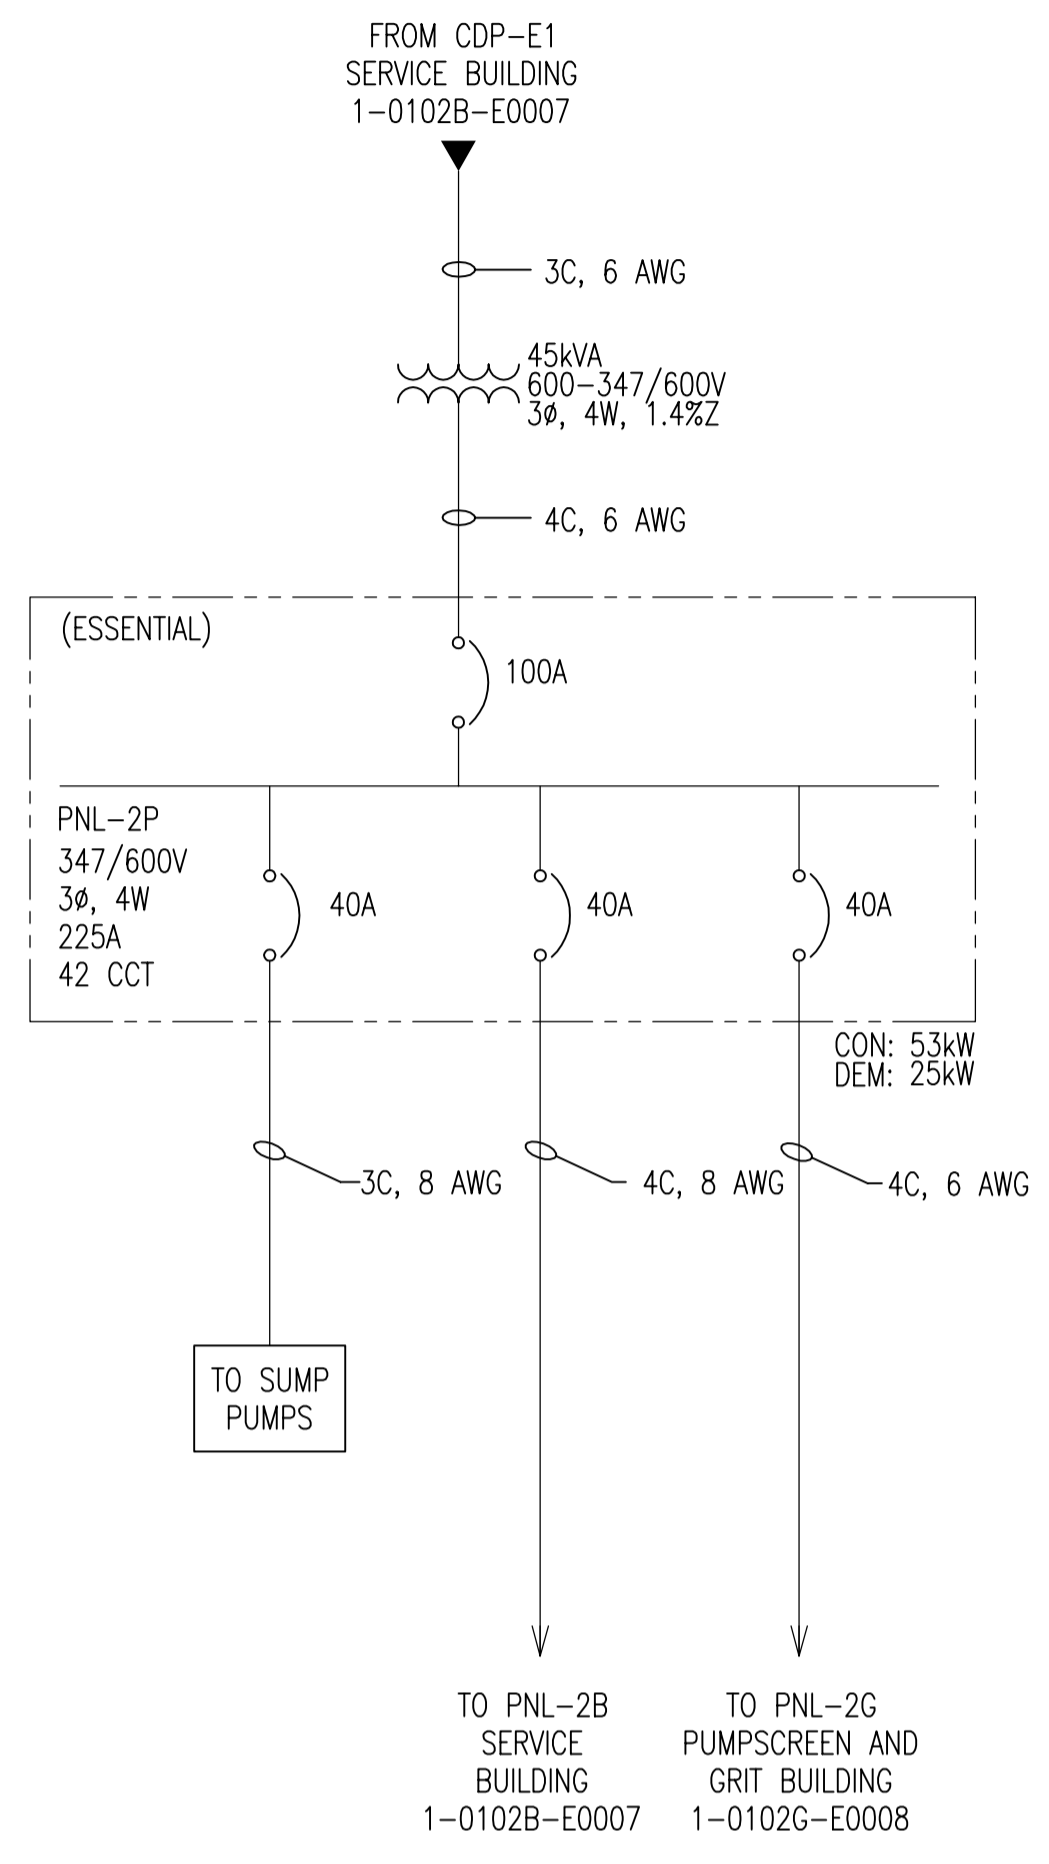 FROM CDP-E1
SERVICE BUILDING
1-0102B-E0007
3C, 6 AWG
45kVA
600-347/600V
3ø, 4W, 1.4%Z
4C, 6 AWG
(ESSENTIAL)
100A
PNL-2P
347/600V
3ø, 4W
225A
42 CCT
40A
40A
40A
CON: 53kW
DEM: 25kW
3C, 8 AWG
4C, 8 AWG
4C, 6 AWG
TO SUMP
PUMPS
TO PNL-2B
SERVICE
BUILDING
1-0102B-E0007
TO PNL-2G
PUMPSCREEN AND
GRIT BUILDING
1-0102G-E0008